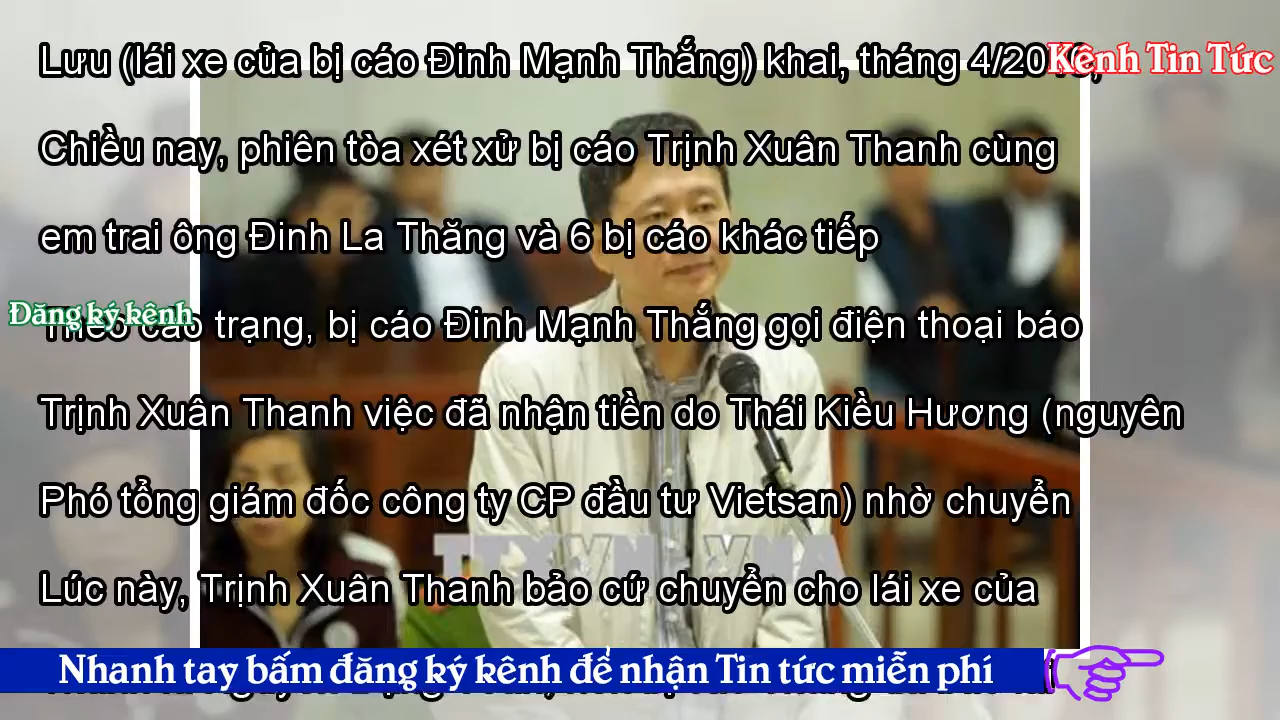 Lưu (lái xe của bị cáo Đinh Mạnh Thắng) khai, tháng
Kênh Tin Tức
Chiều nay, phiên tòa xét xử bị cáo Trịnh Xuân Thanh cùng
em trai ông Đinh La Thăng và 6 bị cáo khác tiếp
Đăng ký kênh
Theo cáo trạng, bị cáo Đinh Mạnh Thắng gọi điện thoại báo
Trịnh Xuân Thanh việc đã nhận tiền do Thái Kiều Hương (nguyên
Phó tổng giám đốc công ty CP đầu tư Vietsan) nhờ chuyển
TTXVN - VNA
Lúc này, Trịnh Xuân Thanh bảo cứ chuyển cho lái xe của
Nhanh tay bấm đăng ký kênh để nhận Tin tức miễn phí